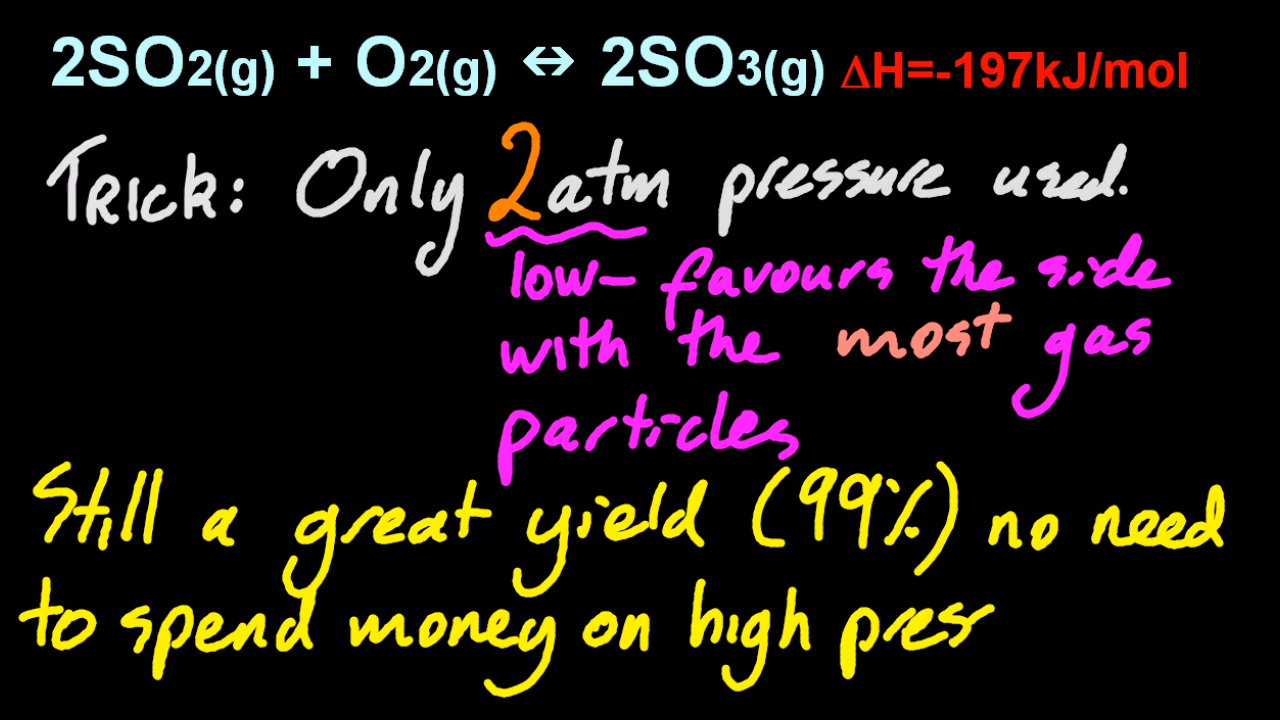 2SO2(g) + O2(g) ↔ 2SO3(g) ΔH=-197kJ/mol
Trick: Only 2atm pressure used.
low- favours the side
with the most gas
particles
Still a great yield (99%) no need
to spend money on high press